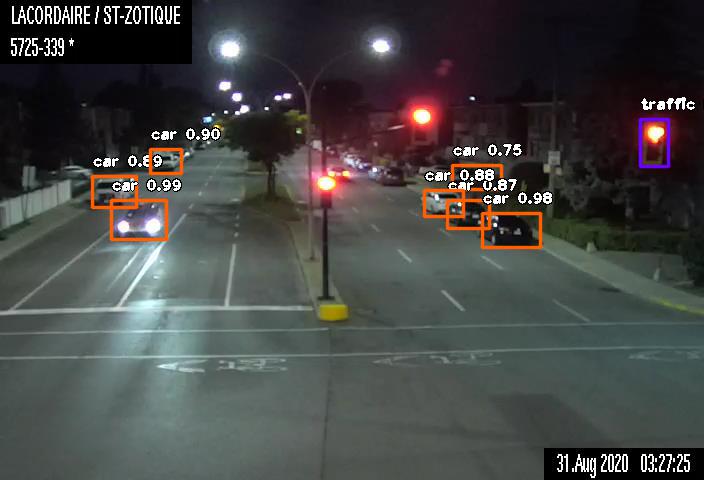 LACORDAIRE / ST-ZOTIQUE
5725-339 *
traffic
car 0.90
car 0.75
car 0.89
car 0.88
car 0.87
car 0.99
car 0.98
31.Aug 2020 03:27:25